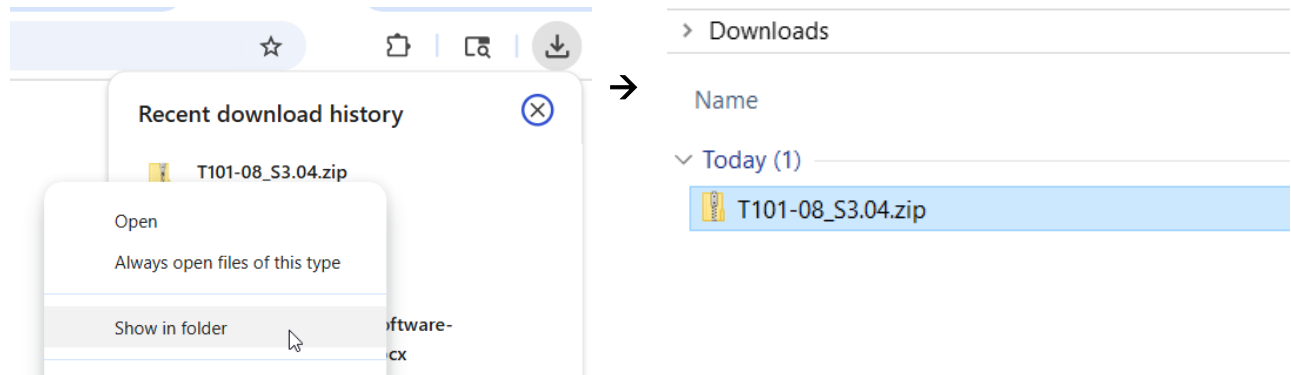 Recent download history
T101-08_S3.04.zip
Open
Always open files of this type
Show in folder
Downloads
Name
Today (1)
T101-08_S3.04.zip